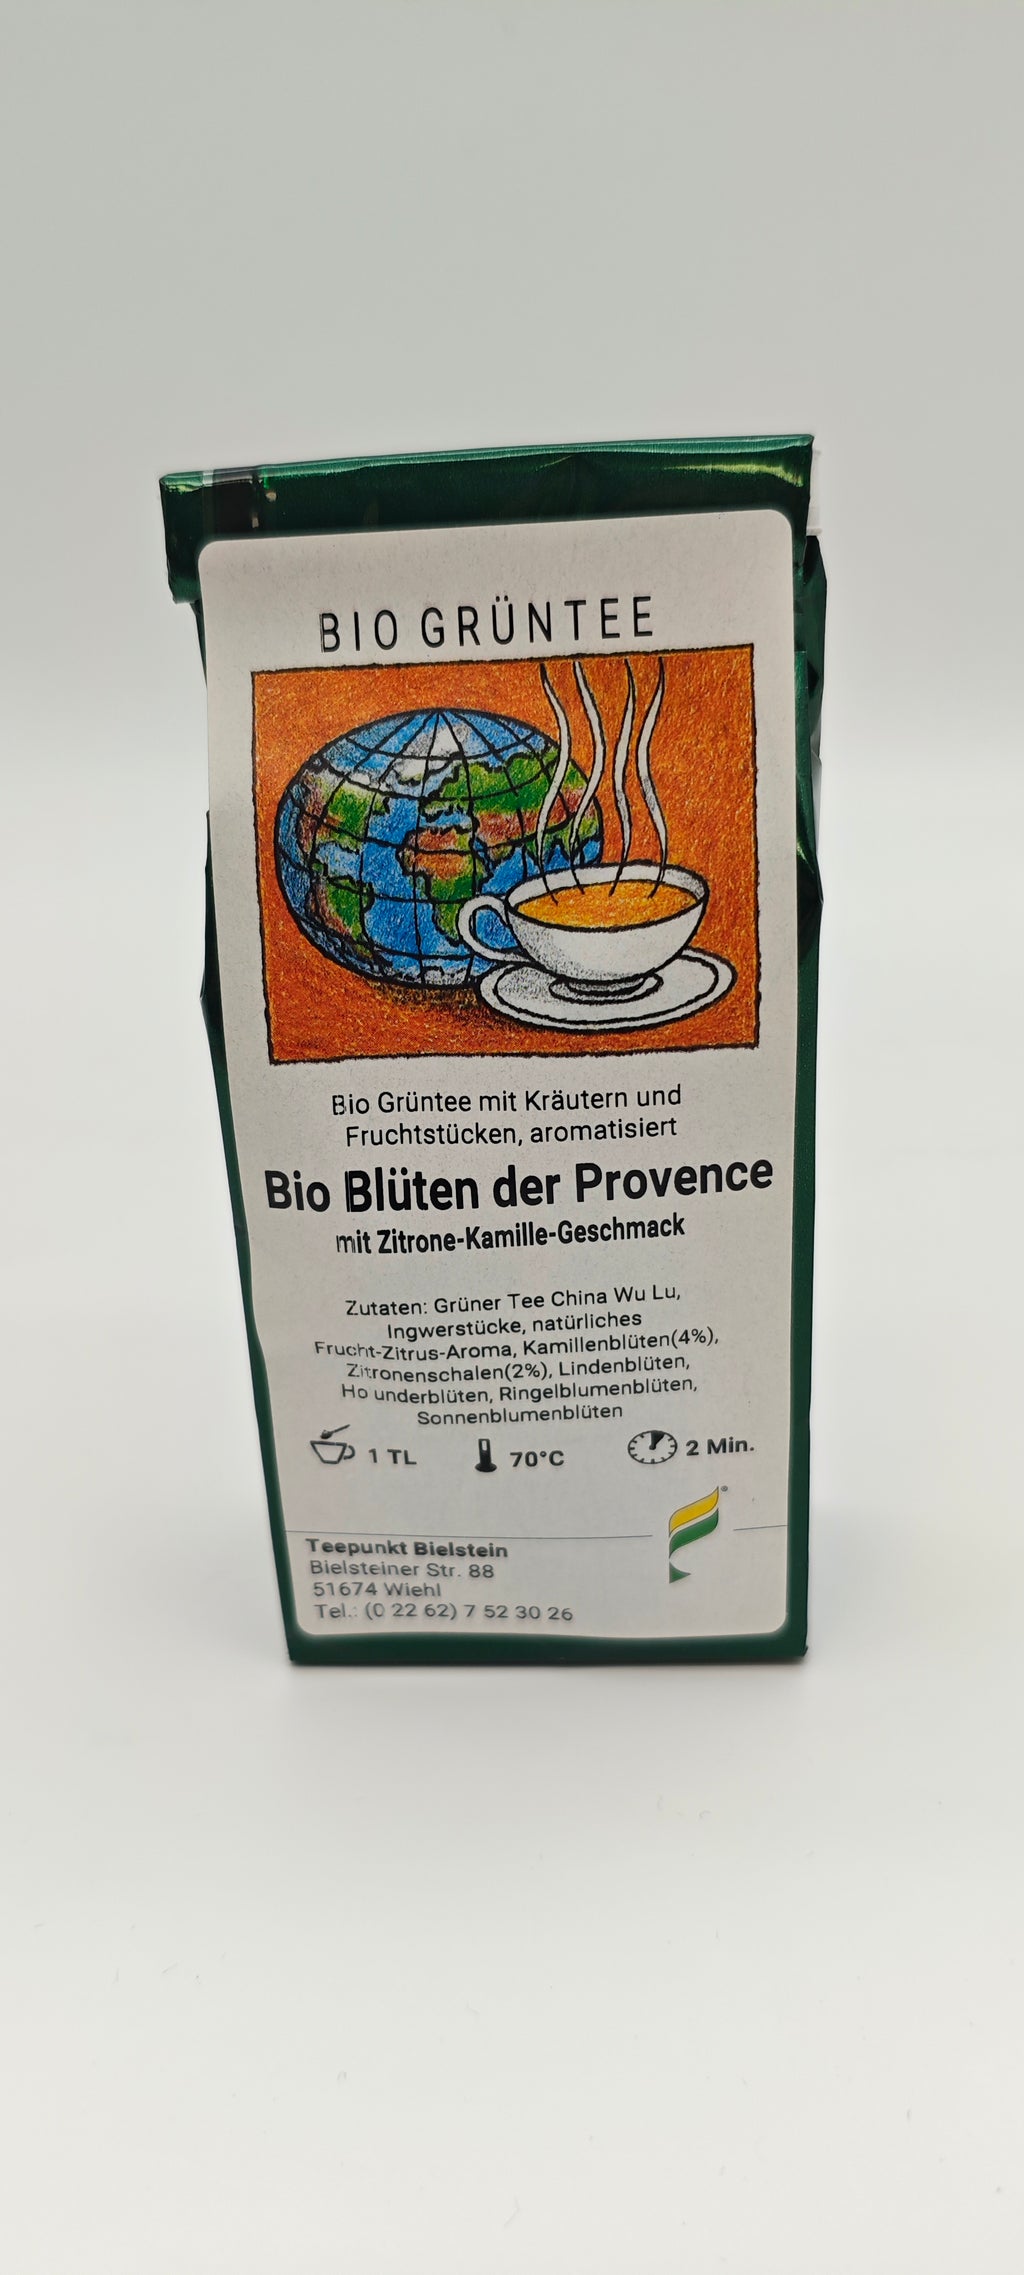 BIO GRÜNTEE
Bio Grüntee mit Kräutern und
Fruchtstücken, aromatisiert
Bio Blüten der Provence
mit Zitrone-Kamille-Geschmack
Zutaten: Grüner Tee China Wu Lu,
Ingwerstücke, natürliches
Frucht-Zitrus-Aroma, Kamillenblüten(4%),
Zitronenschalen(2%), Lindenblüten,
Ho underblüten, Ringelblumenblüten,
Sonnenblumenblüten
1 TL 70°C 2 Min.
®
Teepunkt Bielstein
Bielsteiner Str. 88
51674 Wiehl
Tel.: (0 22 62) 7 52 30 26